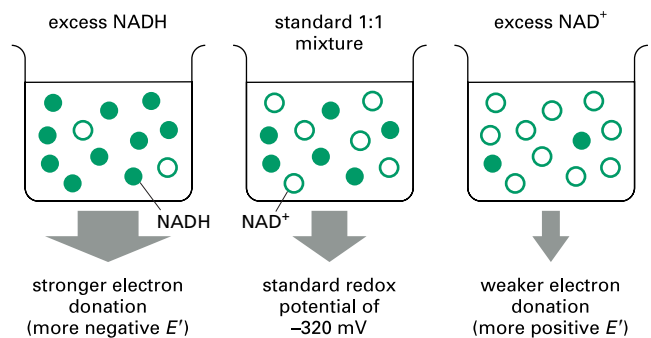 excess NADH
standard 1:1
mixture
excess NAD⁺
NADH
NAD⁺
stronger electron
donation
(more negative E′)
standard redox
potential of
–320 mV
weaker electron
donation
(more positive E′)